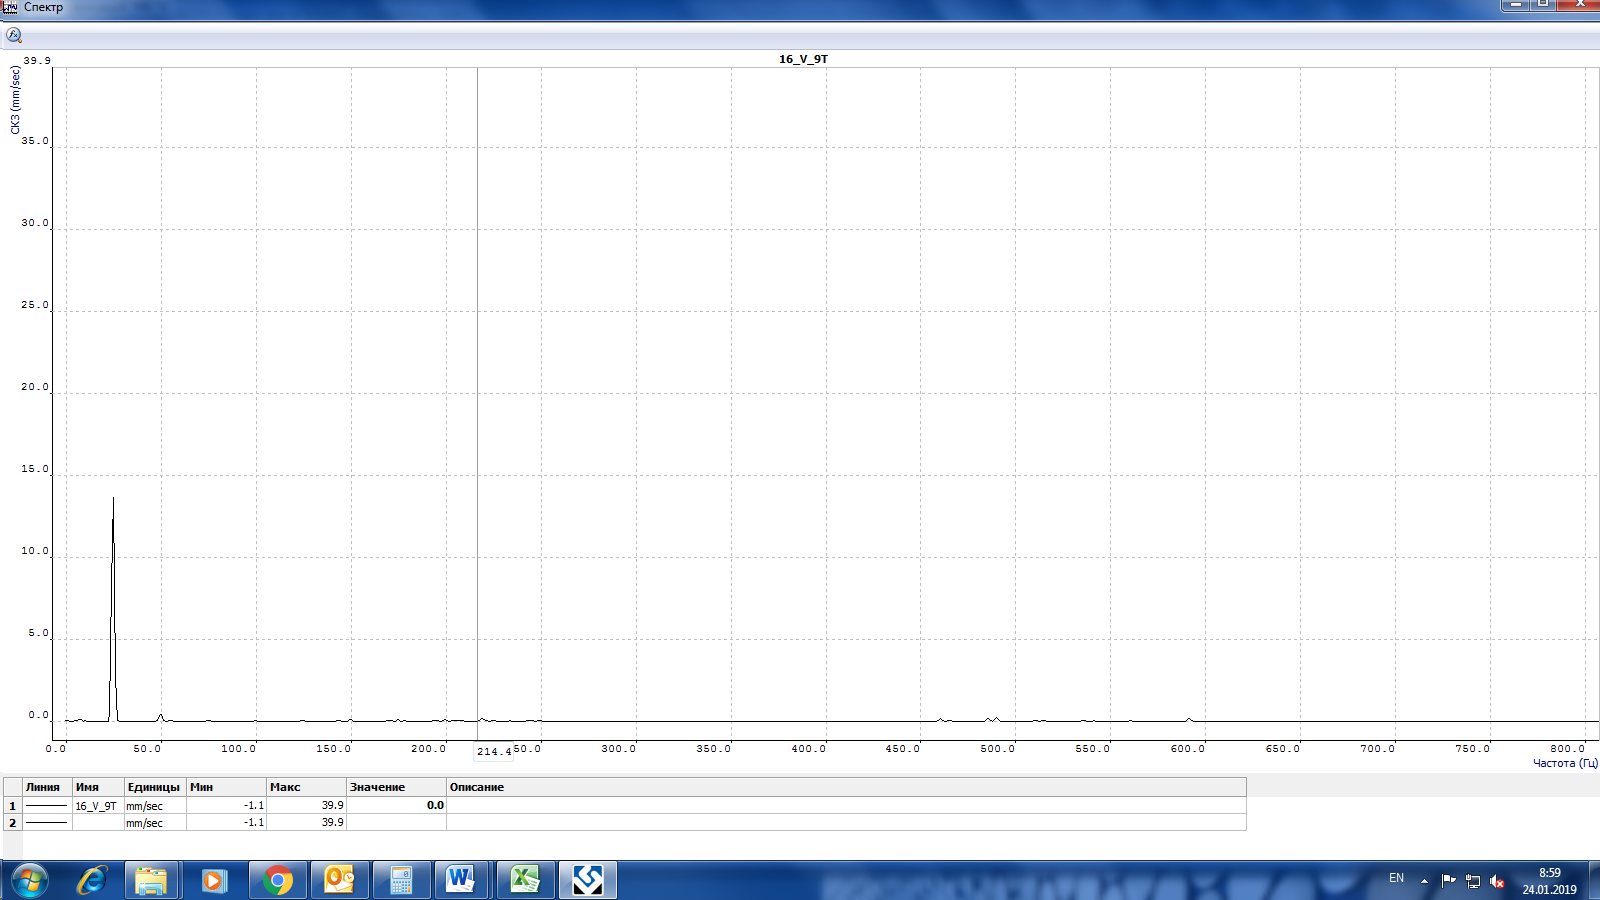 Спектр
16_V_9T
39.9
СКЗ (mm/sec)
35.0
30.0
25.0
20.0
15.0
10.0
5.0
0.0
0.0 50.0 100.0 150.0 200.0 214.4 50.0 300.0 350.0 400.0 450.0 500.0 550.0 600.0 650.0 700.0 750.0 800.0
Частота (Гц)
Линия Имя Единицы Мин Макс Значение Описание
1 16_V_9T mm/sec -1.1 39.9 0.0
2 mm/sec -1.1 39.9
EN 8:59
24.01.2019